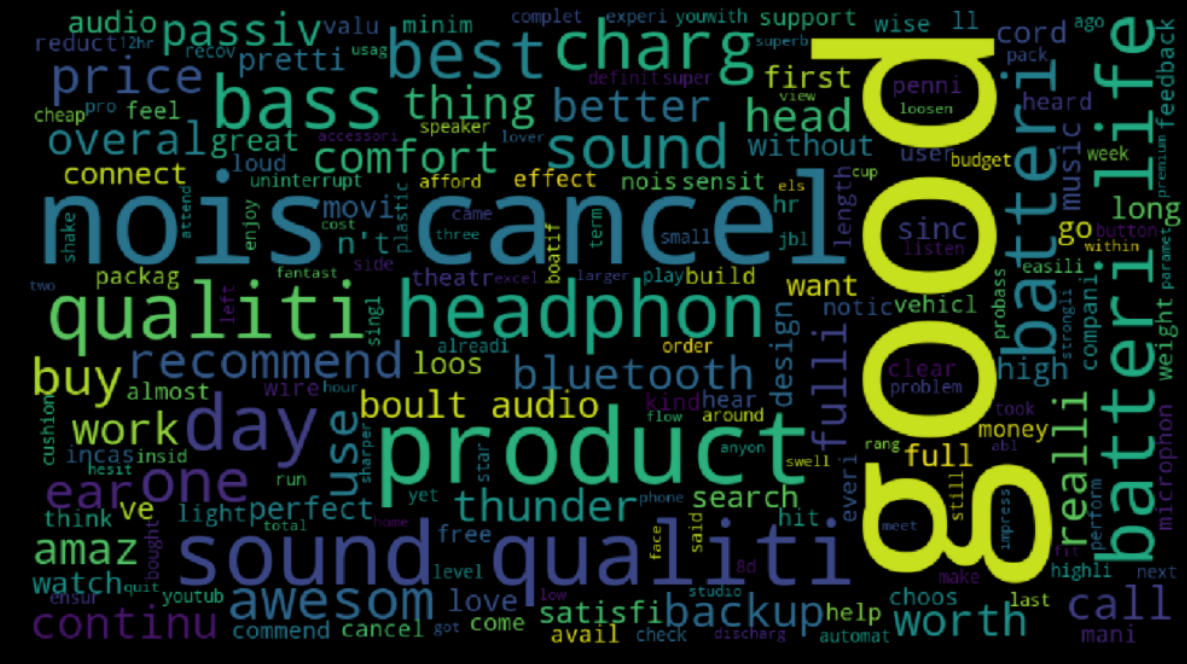 audio
passiv
valu
minim
complet
experi
youwith
support
wise
ll
cord
ago
reduct
12hr
recov
usag
best
charg
superb
pack
price
pretti
definit
super
first
penni
heard
feedback
cheap
pro
feel
bass
thing
better
view
head
loosen
batteri
batteri life
overal
great
accessori
speaker
lover
sound
without
user
budget
music
week
premium
connect
loud
comfort
afford
effect
nois
sensit
els
cup
good
uninterrupt
nois cancel
shake
attend
enjoy
movi
plastic
came
term
hr
length
long
cost
n't
three
boatif
small
jbl
sinc
listen
go
button
within
paramet
packag
fantast
side
theatr
excel
larger
play
build
want
easili
two
left
singl
qualiti
headphon
design
notic
vehicl
probass
strongli
compani
weight
recommend
alreadi
order
loos
bluetooth
fulli
clear
problem
high
buy
almost
wire
hour
boult audio
kind
hear
around
took
work
day
use
sharper
product
flow
anyon
swell
rang
full
money
abl
realli
microphon
cushion
incas
insid
hesit
run
star
ear
one
yet
thunder
phone
search
everi
still
impress
perform
think
ve
light
perfect
total
home
free
face
said
hit
meet
fit
amaz
bought
sound qualiti
level
8d
make
highli
next
watch
quit
youtub
awesom
love
low
studio
satisfi
backup
help
choos
worth
last
call
ensur
continu
commend
cancel
got
come
avail
check
discharg
automat
mani